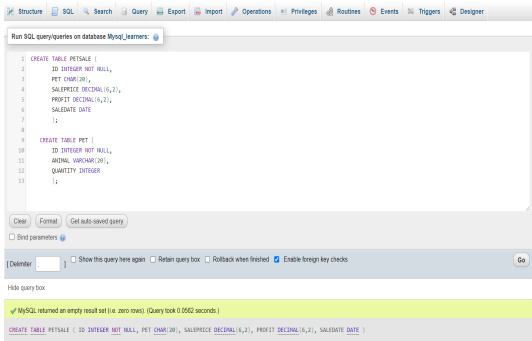 Structure SQL Search Query Export Import Operations Privileges Routines Events Triggers Designer
Run SQL query/queries on database Mysql_learners:
1 CREATE TABLE PETSALE (
2 ID INTEGER NOT NULL,
3 PET CHAR(20),
4 SALEPRICE DECIMAL(6,2),
5 PROFIT DECIMAL(6,2),
6 SALEDATE DATE
7 );
8
9 CREATE TABLE PET (
10 ID INTEGER NOT NULL,
11 ANIMAL VARCHAR(20),
12 QUANTITY INTEGER
13 );
Clear Format Get auto-saved query
Bind parameters
[ Delimiter ; ] Show this query here again Retain query box Rollback when finished Enable foreign key checks Go
Hide query box
MySQL returned an empty result set (i.e. zero rows). (Query took 0.0562 seconds.)
CREATE TABLE PETSALE ( ID INTEGER NOT NULL, PET CHAR(20), SALEPRICE DECIMAL(6,2), PROFIT DECIMAL(6,2), SALEDATE DATE )